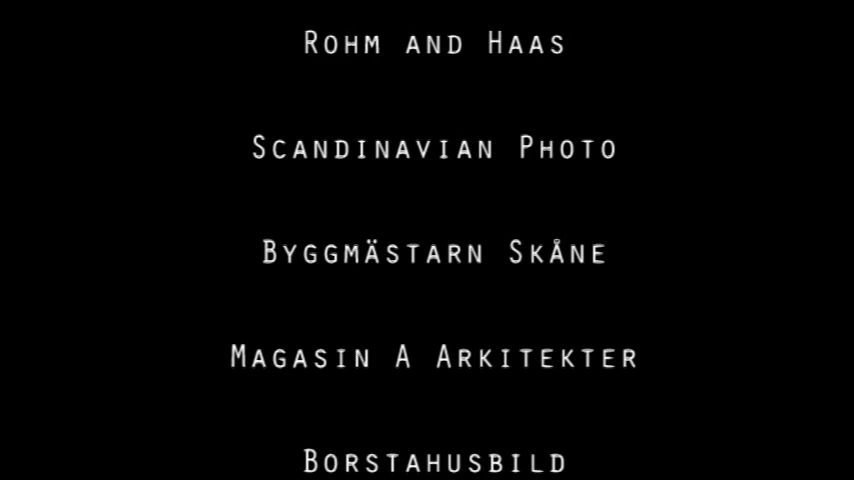 Rohm and Haas
Scandinavian Photo
Byggmästarn Skåne
Magasin A Arkitekter
Borstahusbild